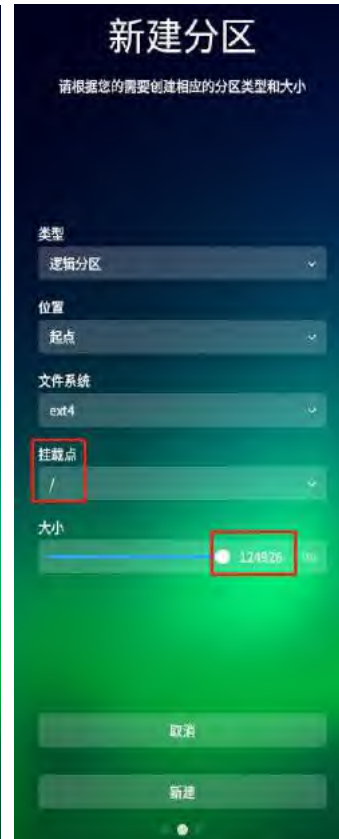 新建分区
请根据您的需要创建相应的分区类型和大小
类型
逻辑分区
位置
起点
文件系统
ext4
挂载点
/
大小
124926
取消
新建